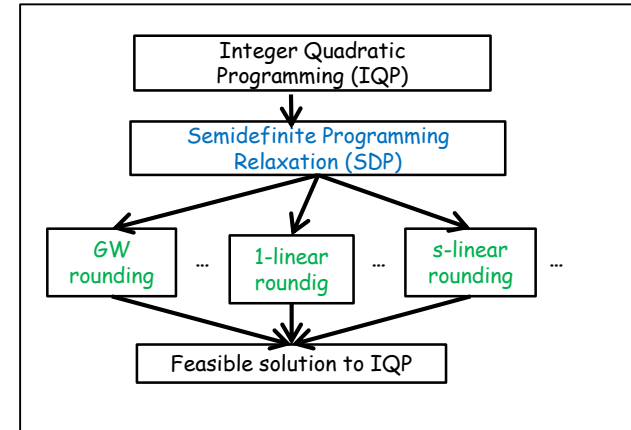 Integer Quadratic
Programming (IQP)
Semidefinite Programming
Relaxation (SDP)
GW
rounding
...
1-linear
roundig
...
s-linear
rounding
...
Feasible solution to IQP